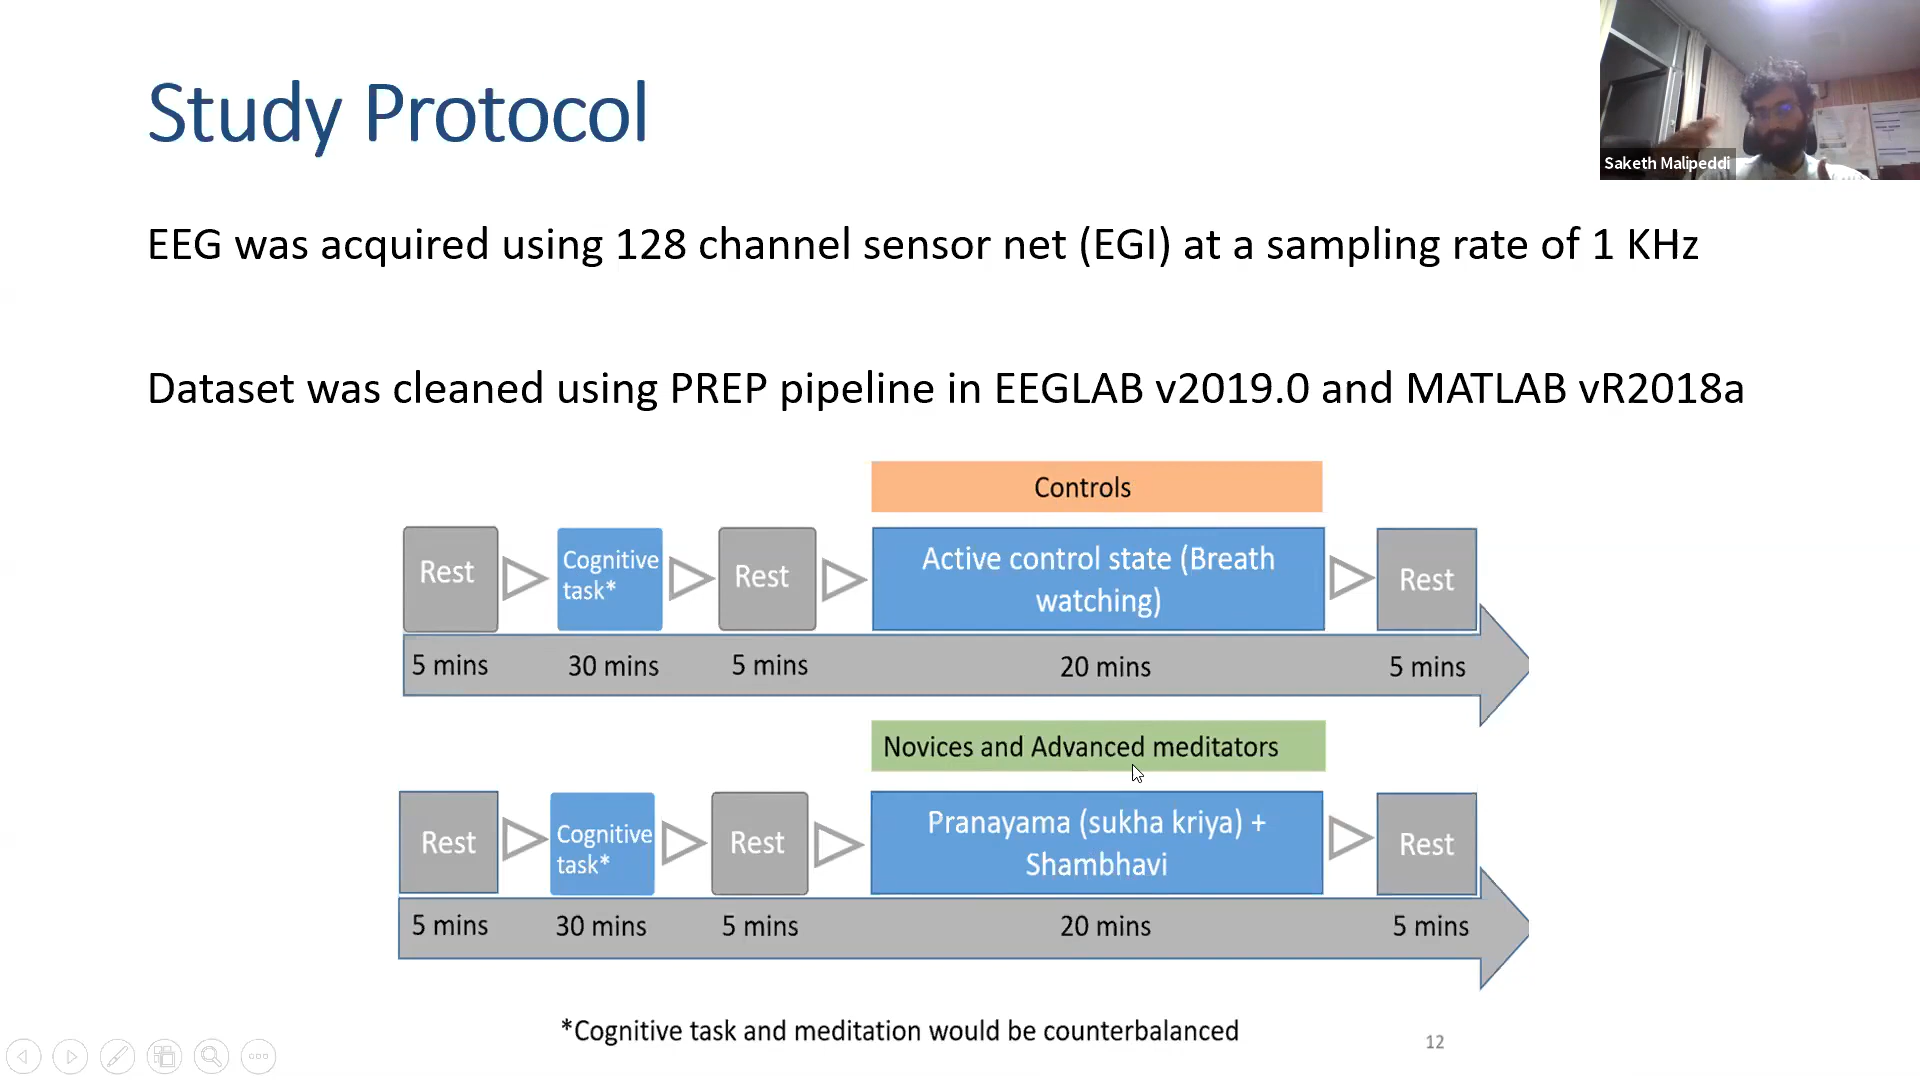 Study Protocol
Saketh Malipeddi
EEG was acquired using 128 channel sensor net (EGI) at a sampling rate of 1 KHz
Dataset was cleaned using PREP pipeline in EEGLAB v2019.0 and MATLAB vR2018a
Controls
Rest
Cognitive
task*
Rest
Active control state (Breath
watching)
Rest
5 mins
30 mins
5 mins
20 mins
5 mins
Novices and Advanced meditators
Rest
Cognitive
task*
Rest
Pranayama (sukha kriya) +
Shambhavi
Rest
5 mins
30 mins
5 mins
20 mins
5 mins
*Cognitive task and meditation would be counterbalanced
12